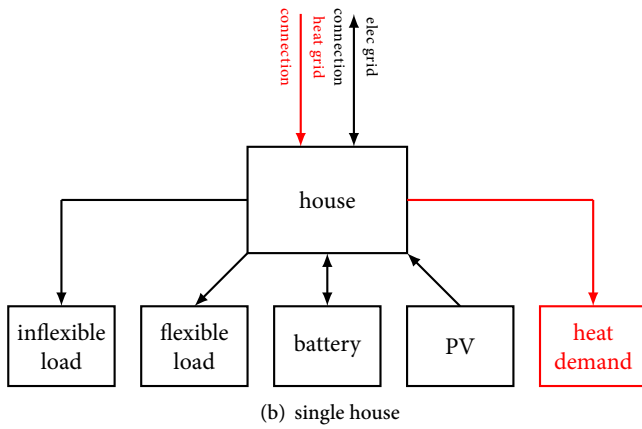 heat grid
connection
elec grid
connection
house
inflexible
load
flexible
load
battery
PV
heat
demand
(b) single house